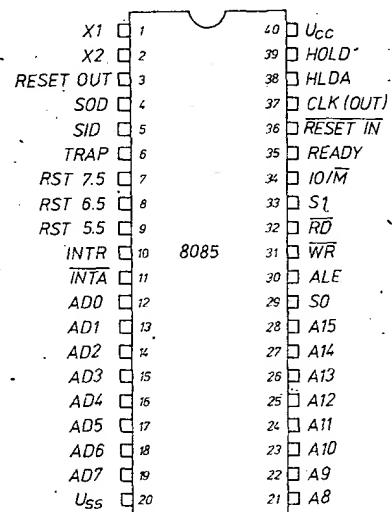 X1 1 40 Ucc
X2 2 39 HOLD
RESET OUT 3 38 HLDA
SOD 4 37 CLK (OUT)
SID 5 36 RESET IN
TRAP 6 35 READY
RST 7.5 7 34 IO/M
RST 6.5 8 33 S1
RST 5.5 9 32 RD
INTR 10 8085 31 WR
INTA 11 30 ALE
AD0 12 29 S0
AD1 13 28 A15
AD2 14 27 A14
AD3 15 26 A13
AD4 16 25 A12
AD5 17 24 A11
AD6 18 23 A10
AD7 19 22 A9
Uss 20 21 A8